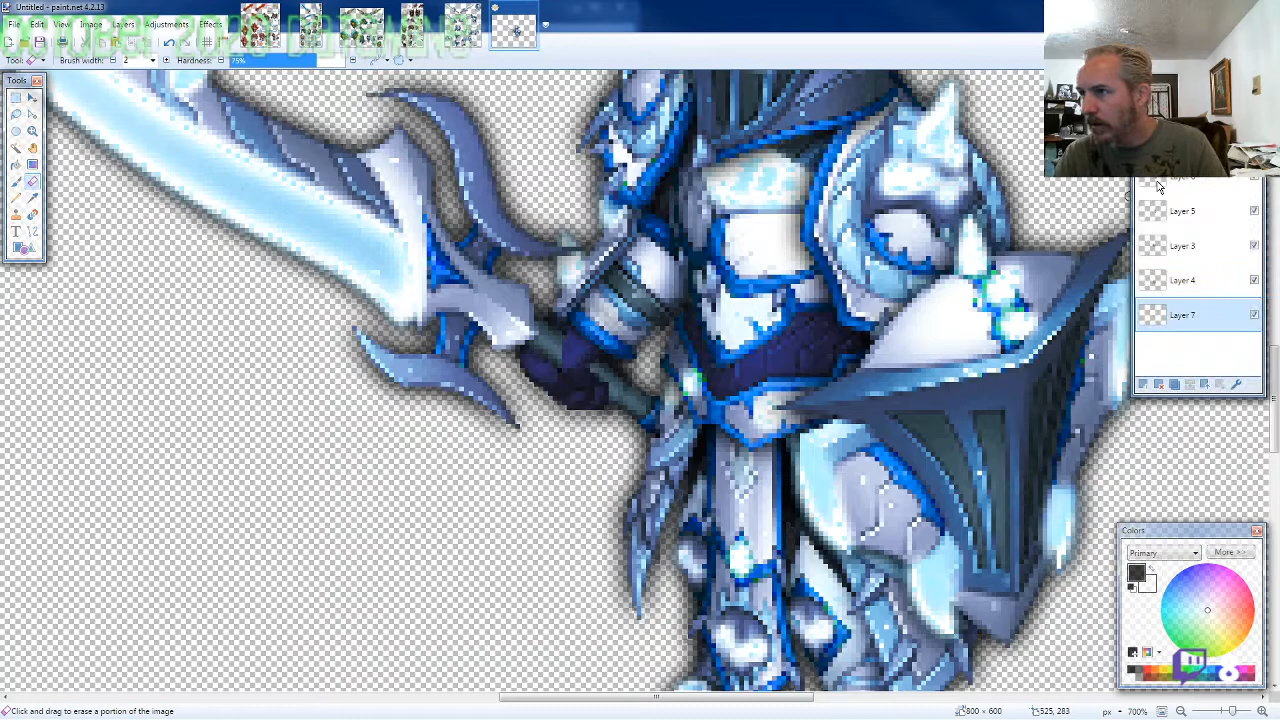 Untitled - paint.net 4.2.13
File Edit View Image Layers Adjustments Effects
Tool: Brush width: 2 Hardness: 75%
Tools
Layer 5
Layer 3
Layer 4
Layer 7
Colors
Primary More >>
Click and drag to erase a portion of the image 800 × 600 525, 283 px 700%